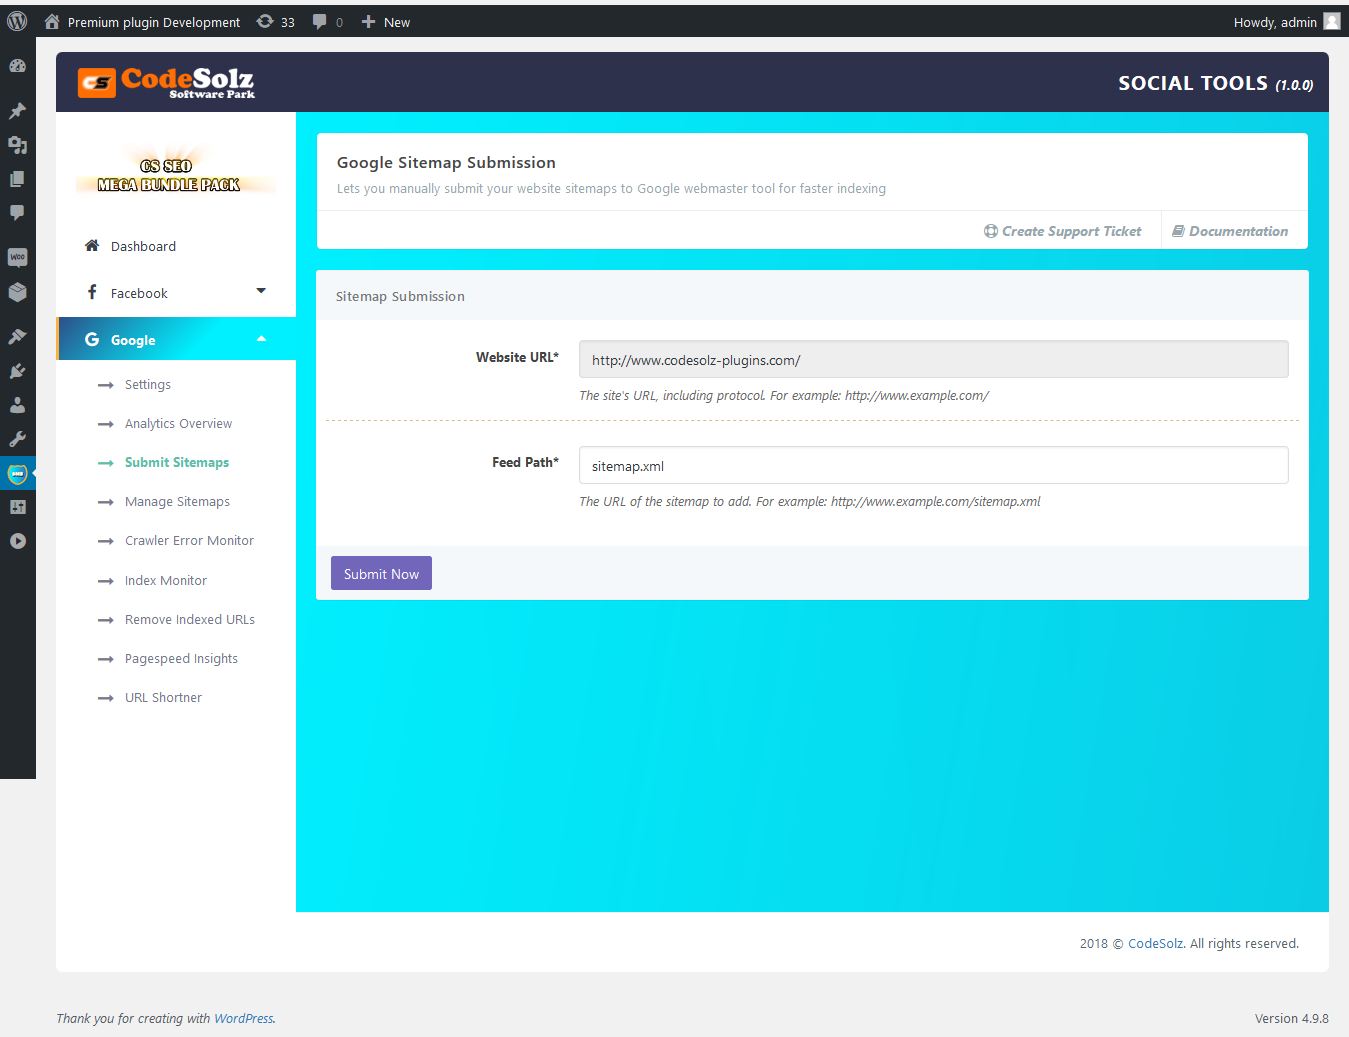 Premium plugin Development 33 0 New Howdy, admin
CS CodeSolz
Software Park
SOCIAL TOOLS (1.0.0)
CS SEO
MEGA BUNDLE PACK
Dashboard
Facebook
Google
Settings
Analytics Overview
Submit Sitemaps
Manage Sitemaps
Crawler Error Monitor
Index Monitor
Remove Indexed URLs
Pagespeed Insights
URL Shortner
Woo
Google Sitemap Submission
Lets you manually submit your website sitemaps to Google webmaster tool for faster indexing
Create Support Ticket Documentation
Sitemap Submission
Website URL* http://www.codesolz-plugins.com/
The site's URL, including protocol. For example: http://www.example.com/
Feed Path* sitemap.xml
The URL of the sitemap to add. For example: http://www.example.com/sitemap.xml
Submit Now
2018 © CodeSolz. All rights reserved.
Thank you for creating with WordPress. Version 4.9.8